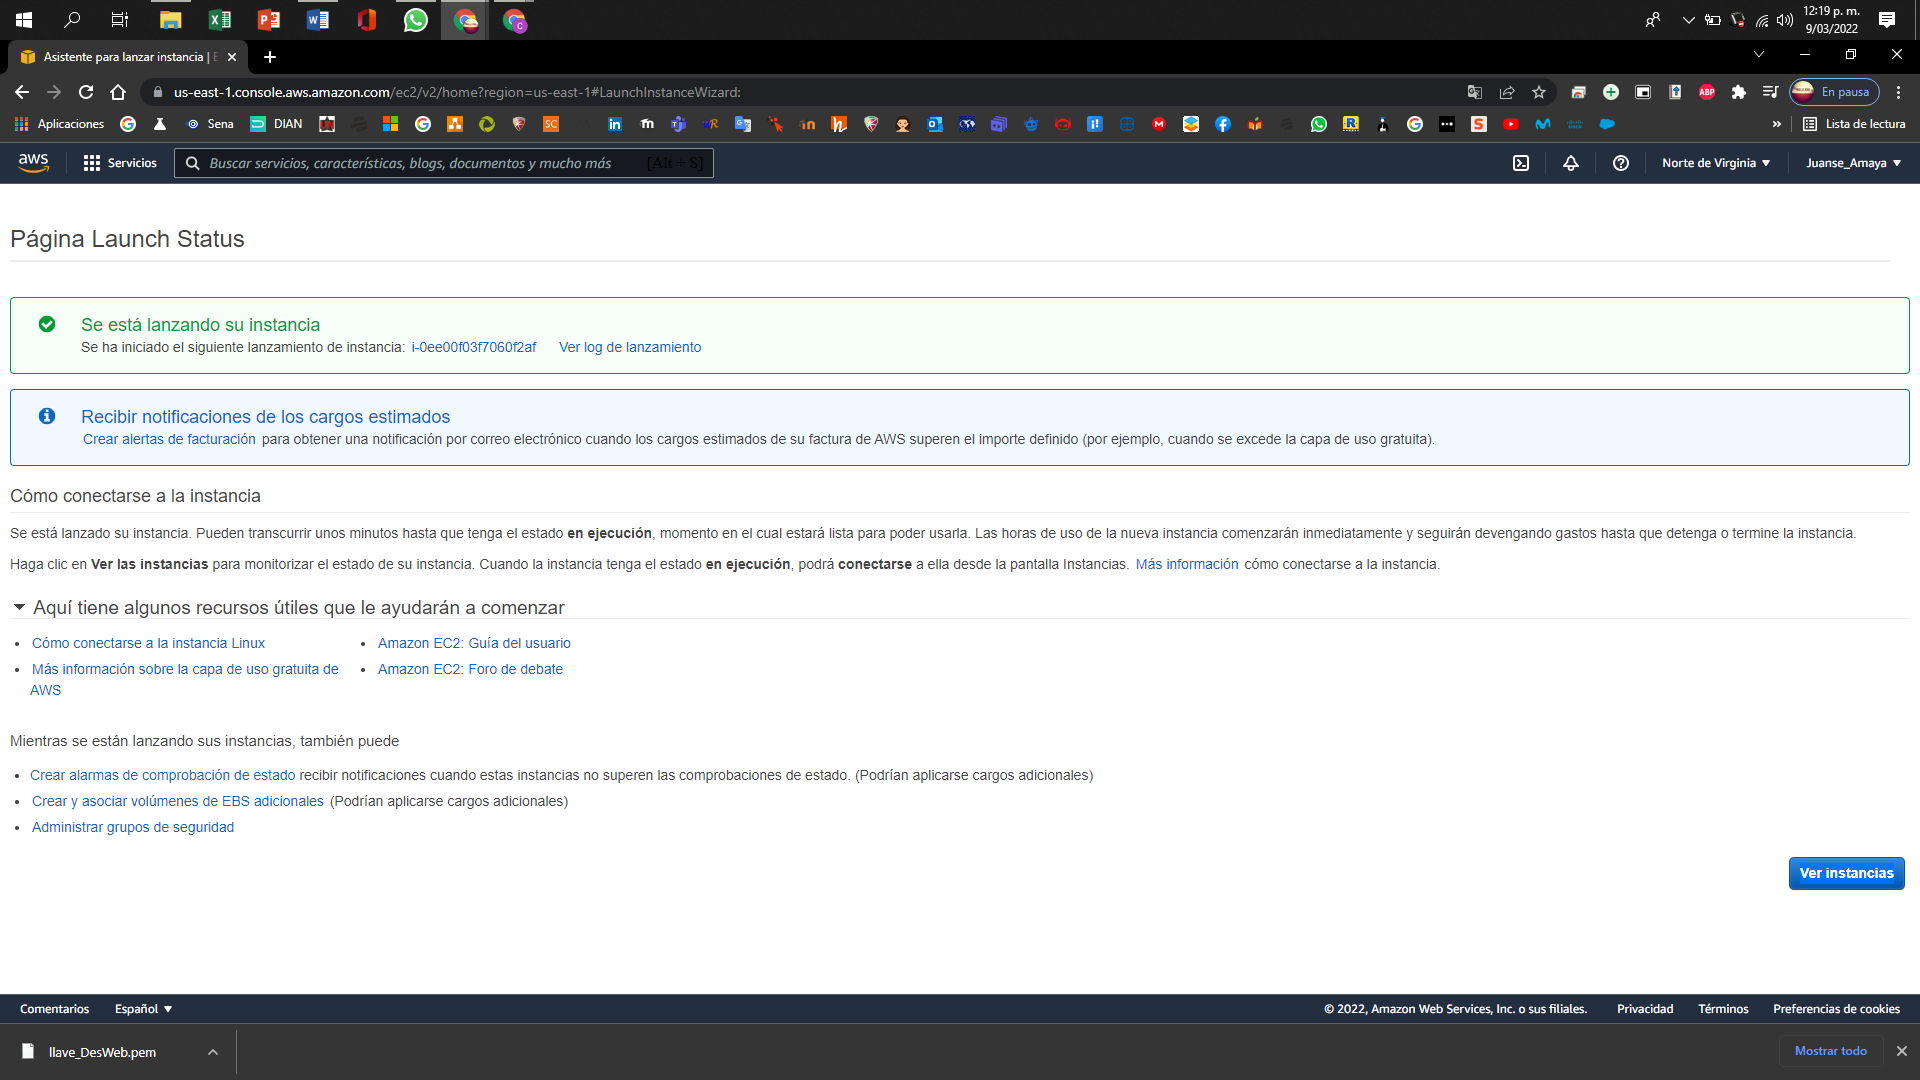 12:19 p. m.
9/03/2022
Asistente para lanzar instancia | E
us-east-1.console.aws.amazon.com/ec2/v2/home?region=us-east-1#LaunchInstanceWizard:
ABP
En pausa
Aplicaciones
Sena
DIAN
SC
Lista de lectura
aws
Servicios
Buscar servicios, características, blogs, documentos y mucho más [Alt + S]
Norte de Virginia
Juanse_Amaya
Página Launch Status
Se está lanzando su instancia
Se ha iniciado el siguiente lanzamiento de instancia: i-0ee00f03f7060f2af Ver log de lanzamiento
Recibir notificaciones de los cargos estimados
Crear alertas de facturación para obtener una notificación por correo electrónico cuando los cargos estimados de su factura de AWS superen el importe definido (por ejemplo, cuando se excede la capa de uso gratuita).
Cómo conectarse a la instancia
Se está lanzado su instancia. Pueden transcurrir unos minutos hasta que tenga el estado en ejecución, momento en el cual estará lista para poder usarla. Las horas de uso de la nueva instancia comenzarán inmediatamente y seguirán devengando gastos hasta que detenga o termine la instancia.
Haga clic en Ver las instancias para monitorizar el estado de su instancia. Cuando la instancia tenga el estado en ejecución, podrá conectarse a ella desde la pantalla Instancias. Más información cómo conectarse a la instancia.
Aquí tiene algunos recursos útiles que le ayudarán a comenzar
Cómo conectarse a la instancia Linux
Más información sobre la capa de uso gratuita de
AWS
Amazon EC2: Guía del usuario
Amazon EC2: Foro de debate
Mientras se están lanzando sus instancias, también puede
Crear alarmas de comprobación de estado recibir notificaciones cuando estas instancias no superen las comprobaciones de estado. (Podrían aplicarse cargos adicionales)
Crear y asociar volúmenes de EBS adicionales (Podrían aplicarse cargos adicionales)
Administrar grupos de seguridad
Ver instancias
Comentarios
Español
© 2022, Amazon Web Services, Inc. o sus filiales.
Privacidad
Términos
Preferencias de cookies
llave_DesWeb.pem
Mostrar todo